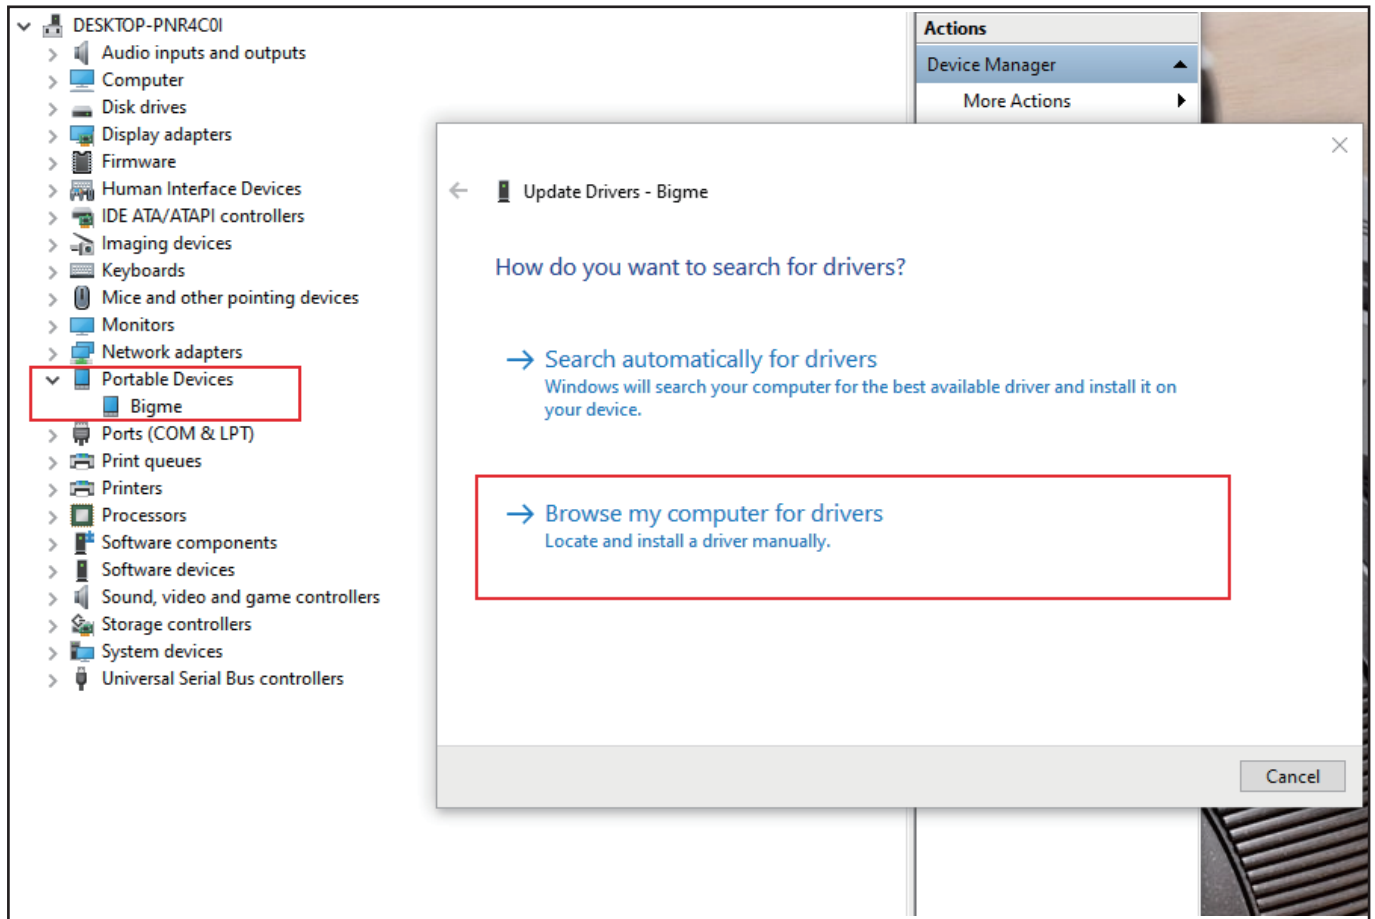 DESKTOP-PNR4C0I
Audio inputs and outputs
Computer
Disk drives
Display adapters
Firmware
Human Interface Devices
IDE ATA/ATAPI controllers
Imaging devices
Keyboards
Mice and other pointing devices
Monitors
Network adapters
Portable Devices
Bigme
Ports (COM & LPT)
Print queues
Printers
Processors
Software components
Software devices
Sound, video and game controllers
Storage controllers
System devices
Universal Serial Bus controllers
Actions
Device Manager
More Actions
Update Drivers - Bigme
How do you want to search for drivers?
Search automatically for drivers
Windows will search your computer for the best available driver and install it on
your device.
Browse my computer for drivers
Locate and install a driver manually.
Cancel